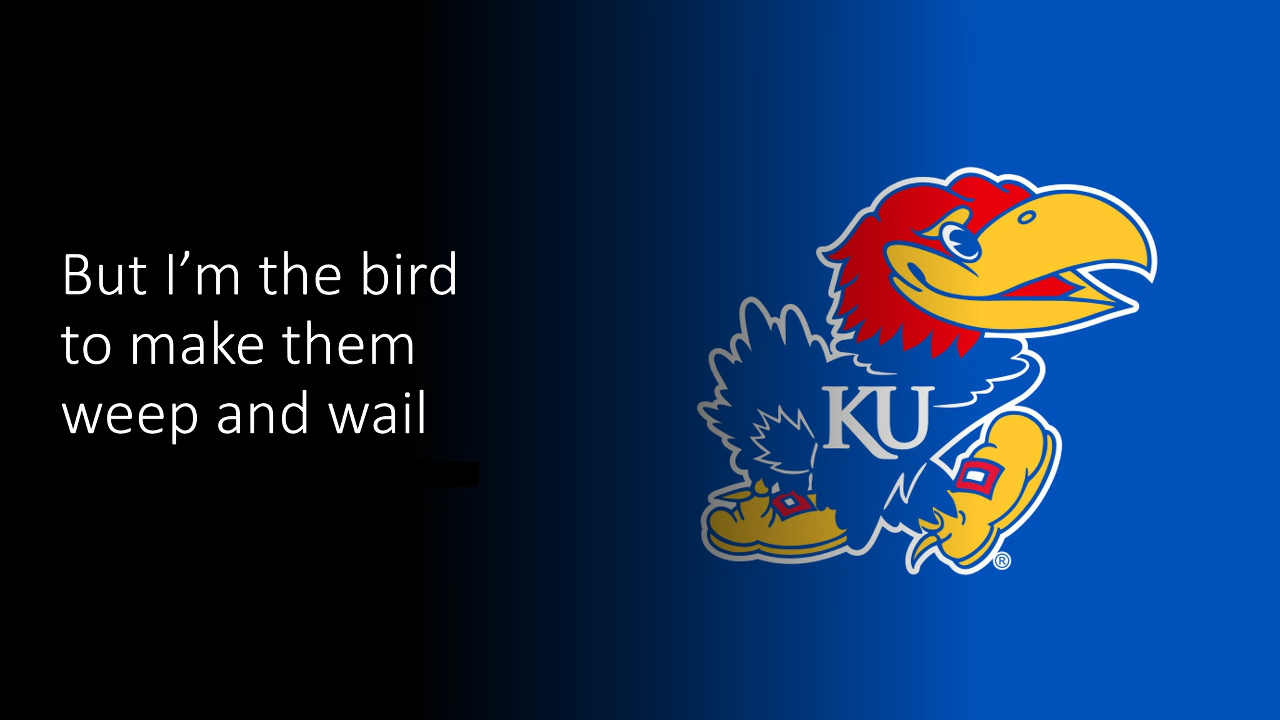 But I’m the bird
to make them
weep and wail
KU
®